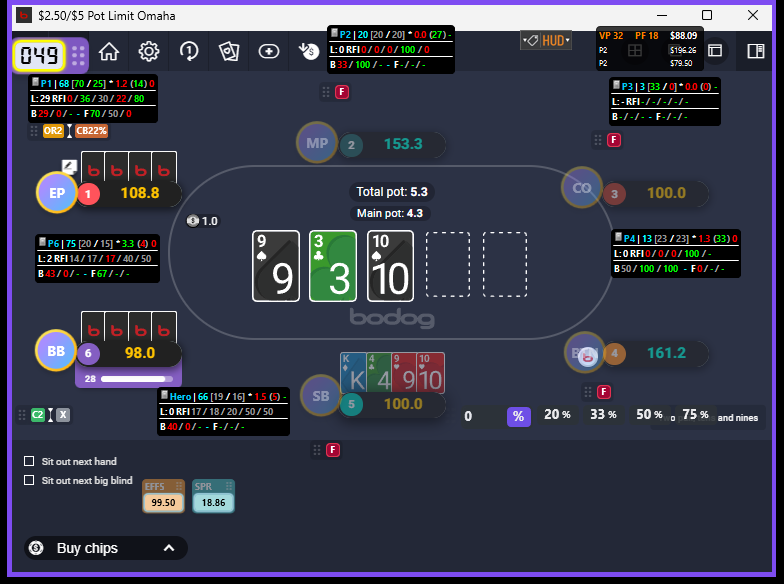 $2.50/$5 Pot Limit Omaha
049
1
HUD
P2 | 20 [20 / 20] * 0.0 (27) -
L: 0 RFI 0 / 0 / 0 / 100 / 0
B 33 / 100 / - - F - / - / -
VP 32 PF 18 $88.09
P2 $196.26
P2 $79.50
P1 | 68 [70 / 25] * 1.2 (14) 0
L: 29 RFI 0 / 36 / 30 / 22 / 80
B 29 / 0 / - - F 70 / 50 / 0
OR2 CB22%
F
P3 | 3 [33 / 0] * 0.0 (0) -
L: - RFI - / - / - / - / -
B - / - / - - F - / - / -
F
MP 2 153.3
EP 1 108.8
CO 3 100.0
Total pot: 5.3
Main pot: 4.3
1.0
P6 | 75 [20 / 15] * 3.3 (4) 0
L: 2 RFI 14 / 17 / 17 / 40 / 50
B 43 / 0 / - - F 67 / - / -
9 9
3 3
10 10
P4 | 13 [23 / 23] * 1.3 (33) 0
L: 0 RFI 0 / 0 / 0 / 100 / -
B 50 / 100 / 100 - F 0 / - / -
bodog
BB 6 98.0
28
K K 4 4 9 9 10 10
SB 5 100.0
4 161.2
F
Hero | 66 [19 / 16] * 1.5 (5) -
L: 0 RFI 17 / 18 / 20 / 50 / 50
B 40 / 0 / - - F - / - / -
C2 X
0 % 20 % 33 % 50 % 75 %
and nines
F
Sit out next hand
Sit out next big blind
EFFS SPR
99.50 18.86
Buy chips